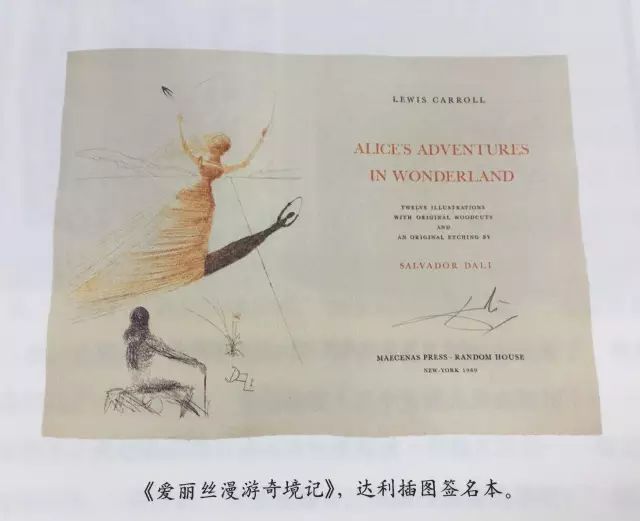 LEWIS CARROLL
ALICE'S ADVENTURES
IN WONDERLAND
TWELVE ILLUSTRATIONS
WITH ORIGINAL WOODCUTS
AND
AN ORIGINAL ETCHING BY
SALVADOR DALI
MAECENAS PRESS - RANDOM HOUSE
NEW-YORK 1969
DALI
《爱丽丝漫游奇境记》，达利插图签名本。